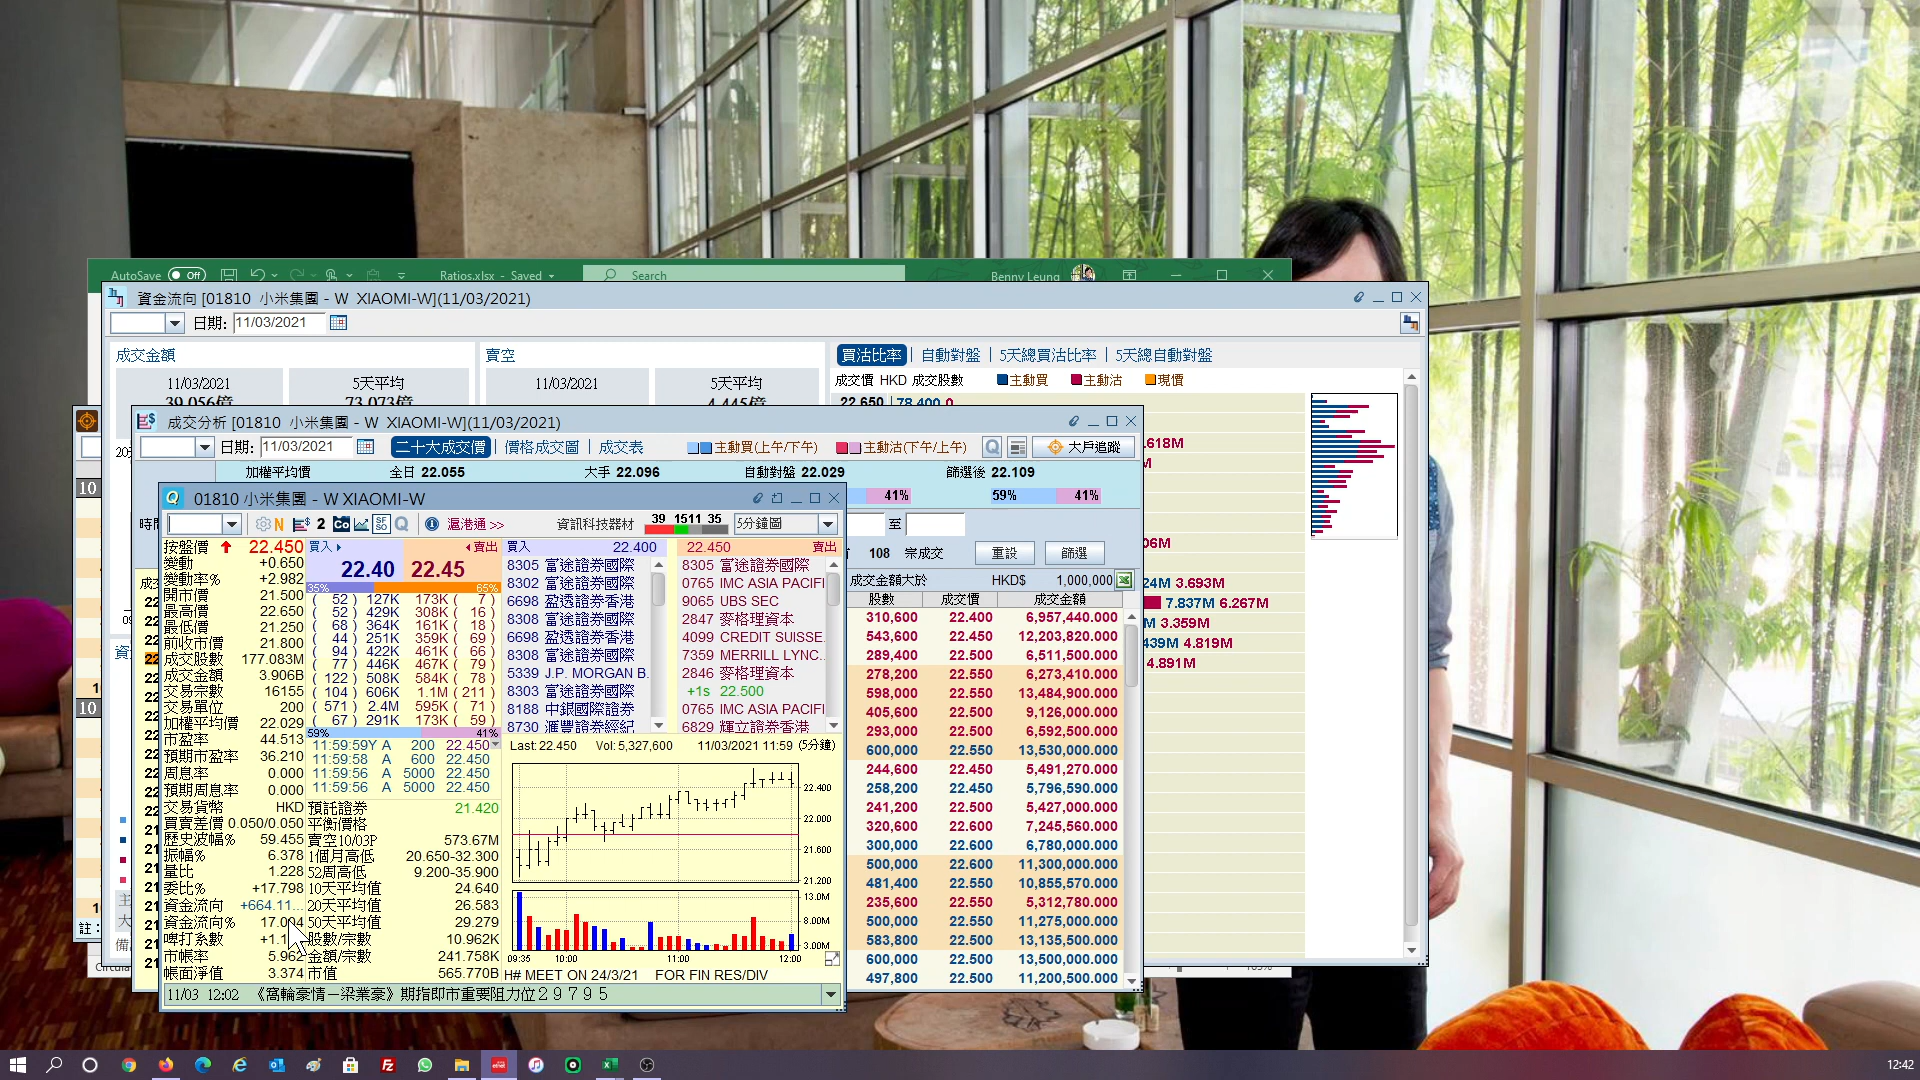 AutoSave Off Ratios.xlsx - Saved Search Benny Leung
資金流向 [01810 小米集團 - W XIAOMI-W](11/03/2021)
日期: 11/03/2021
成交金額 賣空
11/03/2021 5天平均 11/03/2021 5天平均
39.056億 73.073億 4.445億
買沽比率 自動對盤 5天總買沽比率 5天總自動對盤
成交價 HKD 成交股數 主動買 主動沽 現價
22.650 78,400 0
.618M
06M
24M 3.693M
7.837M 6.267M
M 3.359M
439M 4.819M
4.891M
成交分析 [01810 小米集團 - W XIAOMI-W](11/03/2021)
日期: 11/03/2021 二十大成交價 價格成交圖 成交表 主動買(上午/下午) 主動沽(下午/上午) 大戶追蹤
加權平均價 全日 22.055 大手 22.096 自動對盤 22.029 篩選後 22.109
41% 59% 41%
至
108 宗成交 重設 篩選
成交金額大於 HKD$ 1,000,000
股數 成交價 成交金額
310,600 22.400 6,957,440.000
543,600 22.450 12,203,820.000
289,400 22.500 6,511,500.000
278,200 22.550 6,273,410.000
598,000 22.550 13,484,900.000
405,600 22.500 9,126,000.000
293,000 22.500 6,592,500.000
600,000 22.550 13,530,000.000
244,600 22.450 5,491,270.000
258,200 22.450 5,796,590.000
241,200 22.500 5,427,000.000
320,600 22.600 7,245,560.000
300,000 22.600 6,780,000.000
500,000 22.600 11,300,000.000
481,400 22.550 10,855,570.000
235,600 22.550 5,312,780.000
500,000 22.550 11,275,000.000
583,800 22.500 13,135,500.000
600,000 22.500 13,500,000.000
497,800 22.500 11,200,500.000
01810 小米集團 - W XIAOMI-W
N 2 Co 滬港通 >> 資訊科技器材 39 1511 35 5分鐘圖
按盤價 22.450
變動 +0.650
變動率% +2.982
開市價 21.500
最高價 22.650
最低價 21.250
前收市價 21.800
成交股數 177.083M
成交金額 3.906B
交易宗數 16155
交易單位 200
加權平均價 22.029
市盈率 44.513
預期市盈率 36.210
周息率 0.000
預期周息率 0.000
交易貨幣 HKD
買賣差價 0.050/0.050
歷史波幅% 59.455
振幅% 6.378
量比 1.228
委比% +17.798
資金流向 +664.11...
資金流向% 17.004
啤打系數 +1.1
市帳率 5.962
帳面淨值 3.374
買入 賣出
22.40 22.45
35% 65%
( 52) 127K 173K ( 7)
( 52) 429K 308K ( 16)
( 68) 364K 161K ( 18)
( 44) 251K 359K ( 69)
( 94) 422K 461K ( 66)
( 77) 446K 467K ( 79)
( 122) 508K 584K ( 78)
( 104) 606K 1.1M ( 211)
( 571) 2.4M 595K ( 71)
( 67) 291K 173K ( 59)
59% 41%
11:59:59Y A 200 22.450
11:59:58 A 600 22.450
11:59:56 A 5000 22.450
11:59:56 A 5000 22.450
預託證券 21.420
平衡價格
賣空10/03P 573.67M
1個月高低 20.650-32.300
52周高低 9.200-35.900
10天平均值 24.640
20天平均值 26.583
50天平均值 29.279
股數/宗數 10.962K
金額/宗數 241.758K
市值 565.770B
買入 22.400
8305 富途證券國際
8302 富途證券國際
6698 盈透證券香港
8308 富途證券國際
6698 盈透證券香港
8308 富途證券國際
5339 J.P. MORGAN B.
8303 富途證券國際
8188 中銀國際證券
8730 滙豐證券經紀
22.450 賣出
8305 富途證券國際
0765 IMC ASIA PACIFI
9065 UBS SEC
2847 麥格理資本
4099 CREDIT SUISSE.
7359 MERRILL LYNC..
2846 麥格理資本
+1s 22.500
0765 IMC ASIA PACIFI
6829 輝立證券香港
Last: 22.450 Vol: 5,327,600 11/03/2021 11:59 (5分鐘)
22.400
22.000
21.600
21.200
13.0M
8.00M
3.00M
09:35 10:00 11:00 12:00
H# MEET ON 24/3/21 FOR FIN RES/DIV
11/03 12:02 《窩輪豪情－梁業豪》期指即市重要阻力位２９７９５
10
10
註：
12:42